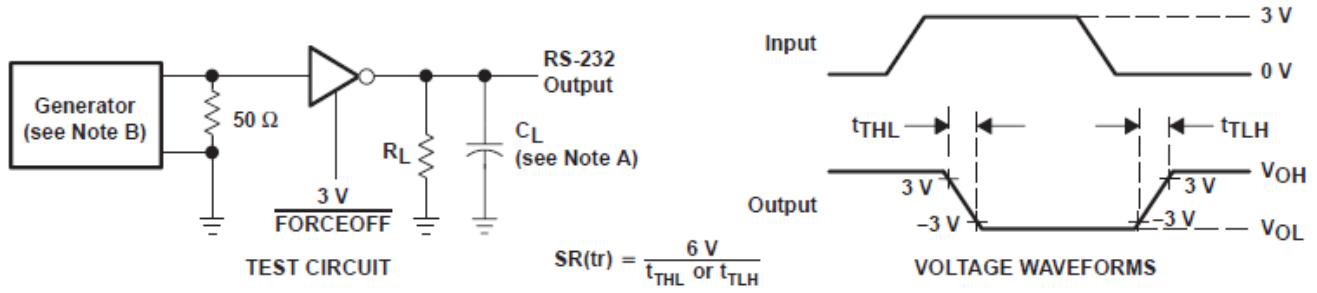 Generator
(see Note B)
50 Ω
3 V
FORCEOFF
R_L
C_L
(see Note A)
RS-232
Output
TEST CIRCUIT
SR(tr) = 6 V / t_THL or t_TLH
Input
3 V
0 V
t_THL
t_TLH
Output
3 V
−3 V
3 V
−3 V
V_OH
V_OL
VOLTAGE WAVEFORMS